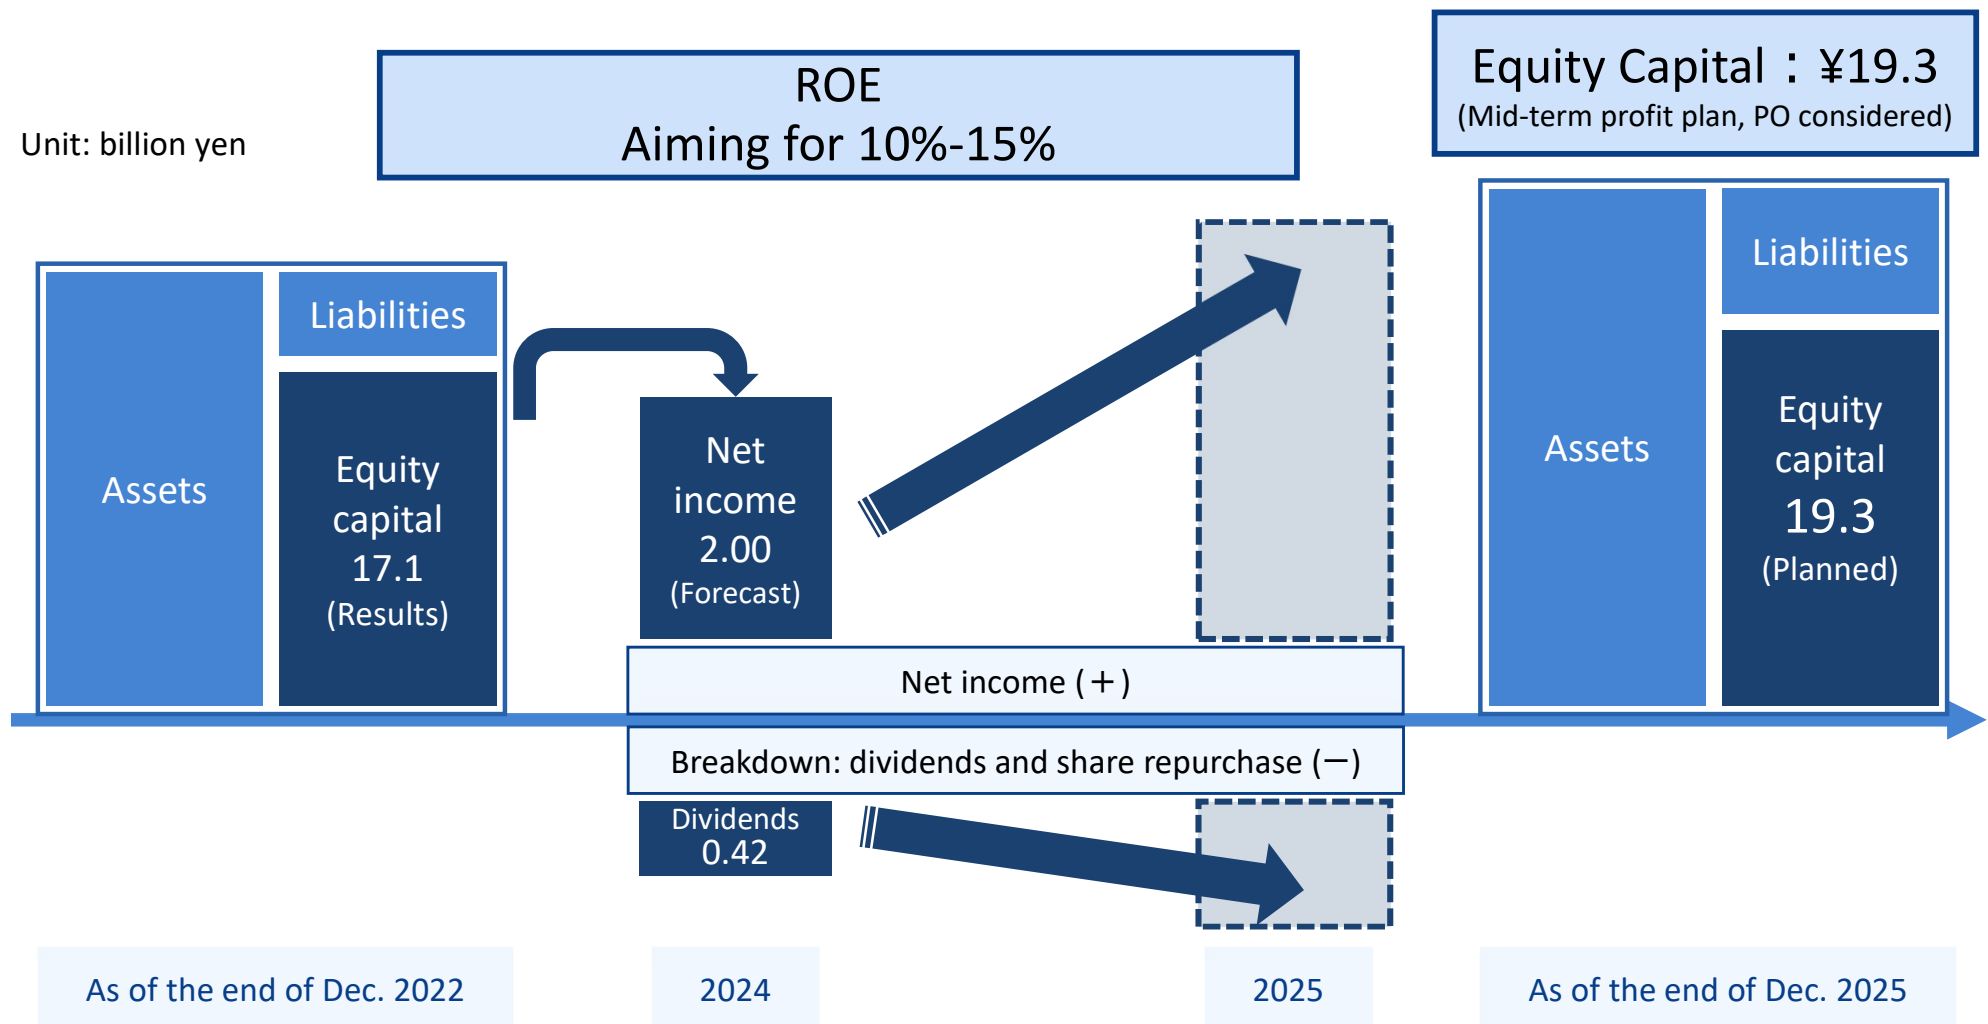 Unit: billion yen
ROE
Aiming for 10%-15%
Equity Capital：¥19.3
(Mid-term profit plan, PO considered)
Assets
Liabilities
Equity
capital
17.1
(Results)
Net
income
2.00
(Forecast)
Assets
Liabilities
Equity
capital
19.3
(Planned)
Net income (＋)
Breakdown: dividends and share repurchase (－)
Dividends
0.42
As of the end of Dec. 2022
2024
2025
As of the end of Dec. 2025